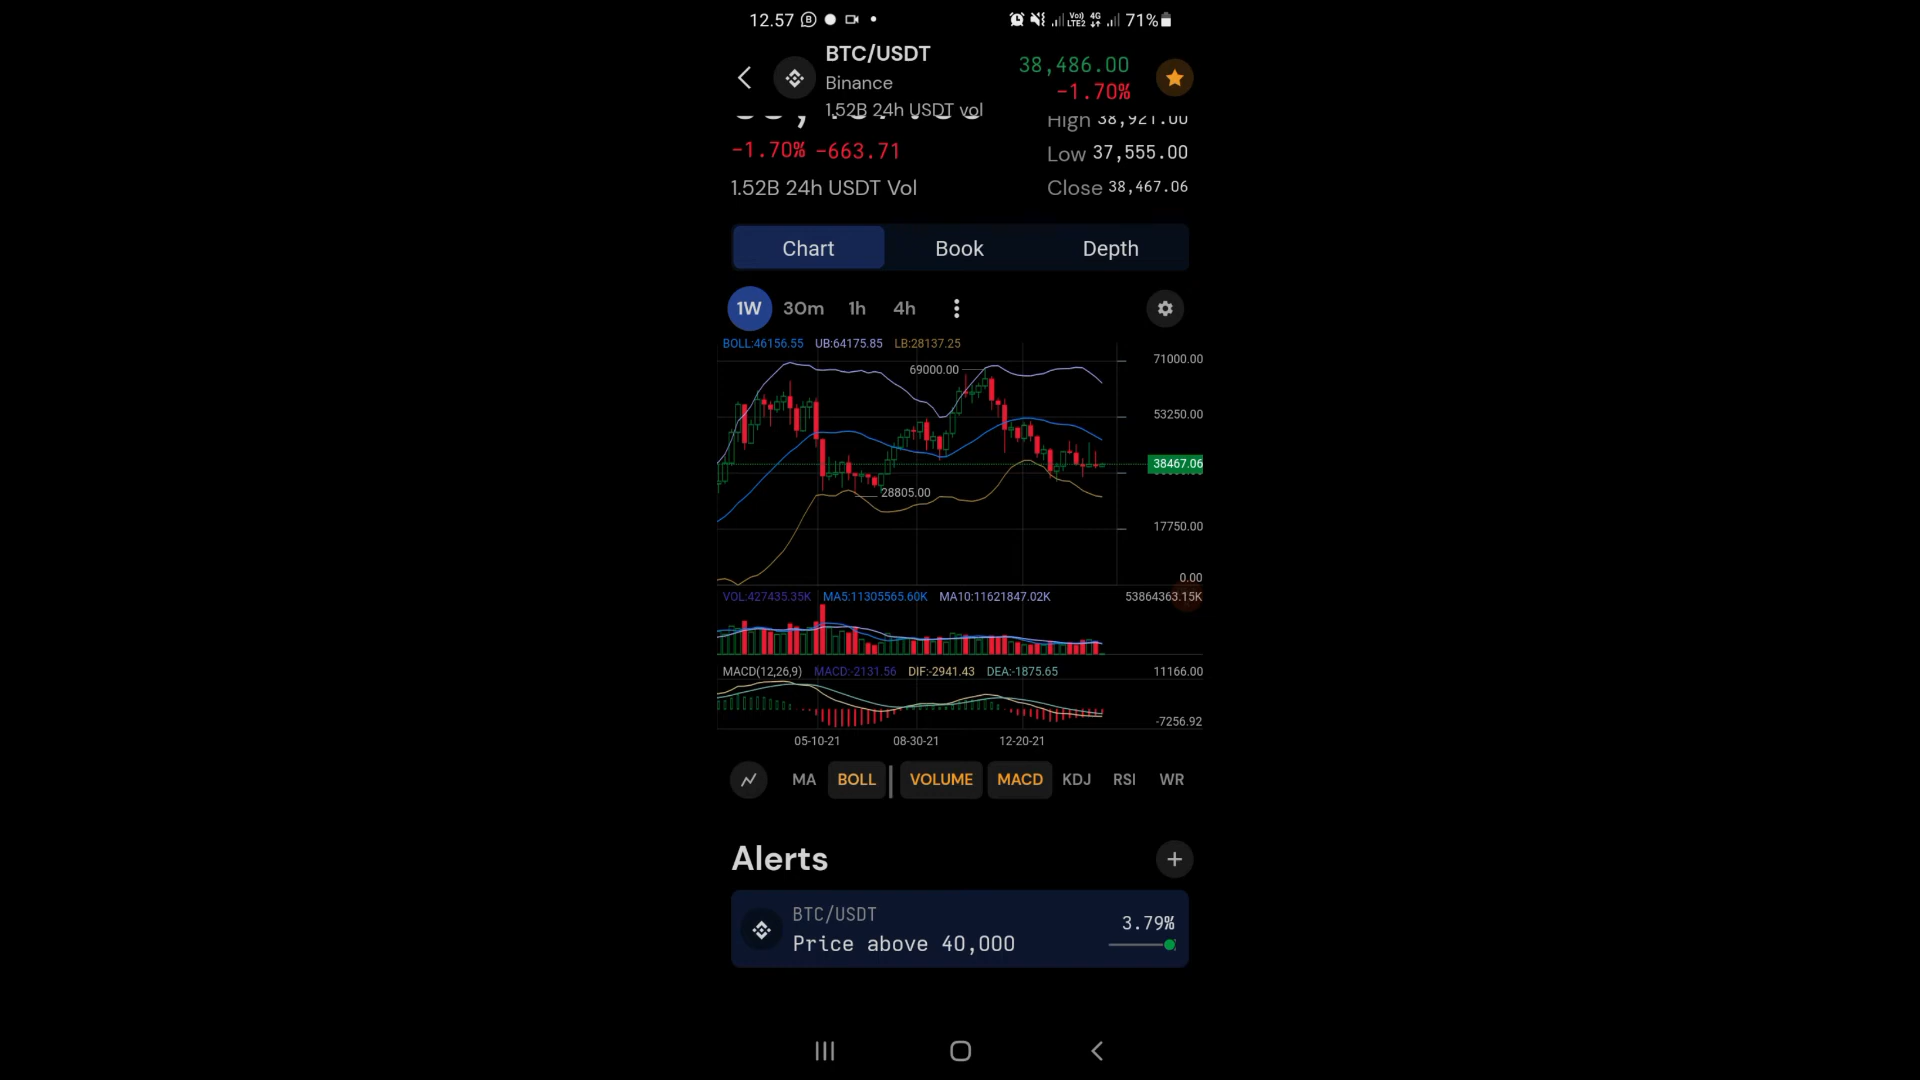 12.57 71%
BTC/USDT
Binance
1.52B 24h USDT vol
38,486.00
-1.70%
High 38,921.00
-1.70% -663.71
Low 37,555.00
1.52B 24h USDT Vol
Close 38,467.06
Chart Book Depth
1W 30m 1h 4h
BOLL:46156.55 UB:64175.85 LB:28137.25
71000.00
69000.00
53250.00
38467.06
28805.00
17750.00
0.00
VOL:427435.35K MA5:11305565.60K MA10:11621847.02K 53864363.15K
MACD(12,26,9) MACD:-2131.56 DIF:-2941.43 DEA:-1875.65 11166.00
-7256.92
05-10-21 08-30-21 12-20-21
MA BOLL VOLUME MACD KDJ RSI WR
Alerts
BTC/USDT
Price above 40,000
3.79%